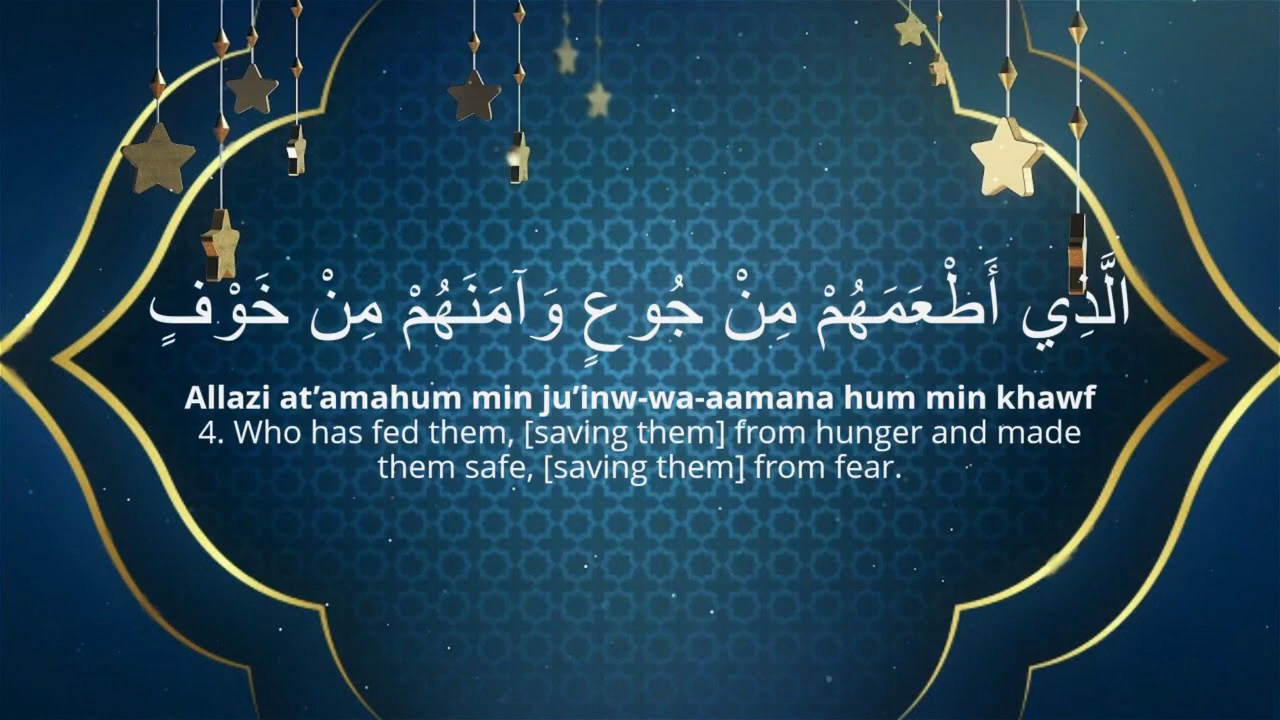 الَّذِي أَطْعَمَهُمْ مِنْ جُوعٍ وَآمَنَهُمْ مِنْ خَوْفٍ
Allazi at’amahum min ju’inw-wa-aamana hum min khawf
4. Who has fed them, [saving them] from hunger and made
them safe, [saving them] from fear.